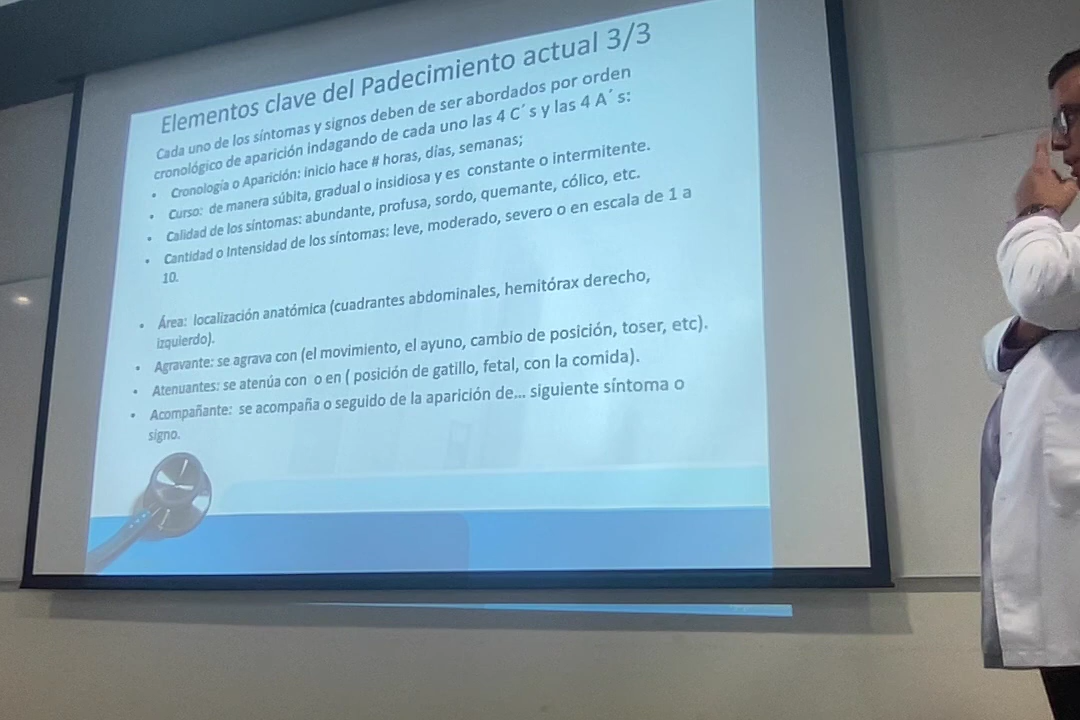 Elementos clave del Padecimiento actual 3/3
Cada uno de los síntomas y signos deben de ser abordados por orden
cronológico de aparición indagando de cada uno las 4 C´s y las 4 A´s:
• Cronología o Aparición: inicio hace # horas, días, semanas;
• Curso: de manera súbita, gradual o insidiosa y es constante o intermitente.
• Calidad de los síntomas: abundante, profusa, sordo, quemante, cólico, etc.
• Cantidad o Intensidad de los síntomas: leve, moderado, severo o en escala de 1 a
10.
• Área: localización anatómica (cuadrantes abdominales, hemitórax derecho,
izquierdo).
• Agravante: se agrava con (el movimiento, el ayuno, cambio de posición, toser, etc).
• Atenuantes: se atenúa con o en ( posición de gatillo, fetal, con la comida).
• Acompañante: se acompaña o seguido de la aparición de... siguiente síntoma o
signo.